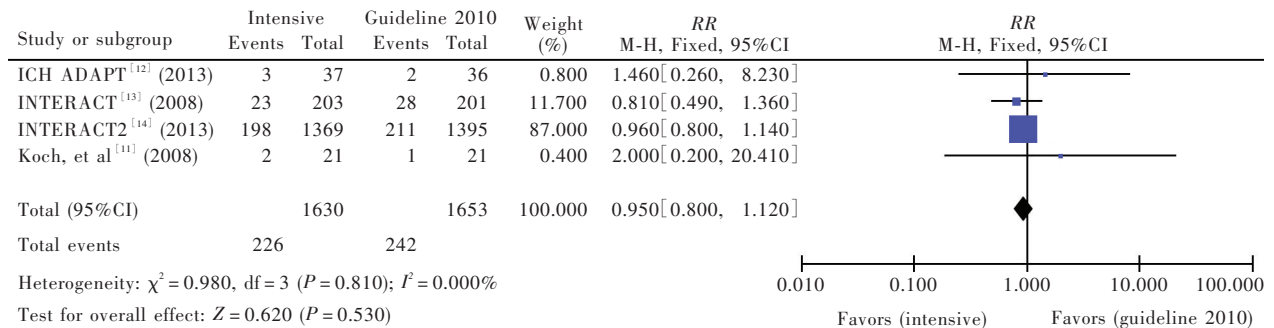 Study or subgroup Intensive Guideline 2010 Weight RR RR
Events Total Events Total (%) M-H, Fixed, 95%CI M-H, Fixed, 95%CI
ICH ADAPT[12] (2013) 3 37 2 36 0.800 1.460[0.260, 8.230]
INTERACT[13] (2008) 23 203 28 201 11.700 0.810[0.490, 1.360]
INTERACT2[14] (2013) 198 1369 211 1395 87.000 0.960[0.800, 1.140]
Koch, et al[11] (2008) 2 21 1 21 0.400 2.000[0.200, 20.410]
Total (95%CI) 1630 1653 100.000 0.950[0.800, 1.120]
Total events 226 242
Heterogeneity: χ²=0.980, df=3 (P=0.810); I²=0.000%
Test for overall effect: Z=0.620 (P=0.530)
0.010 0.100 1.000 10.000 100.000
Favors (intensive) Favors (guideline 2010)